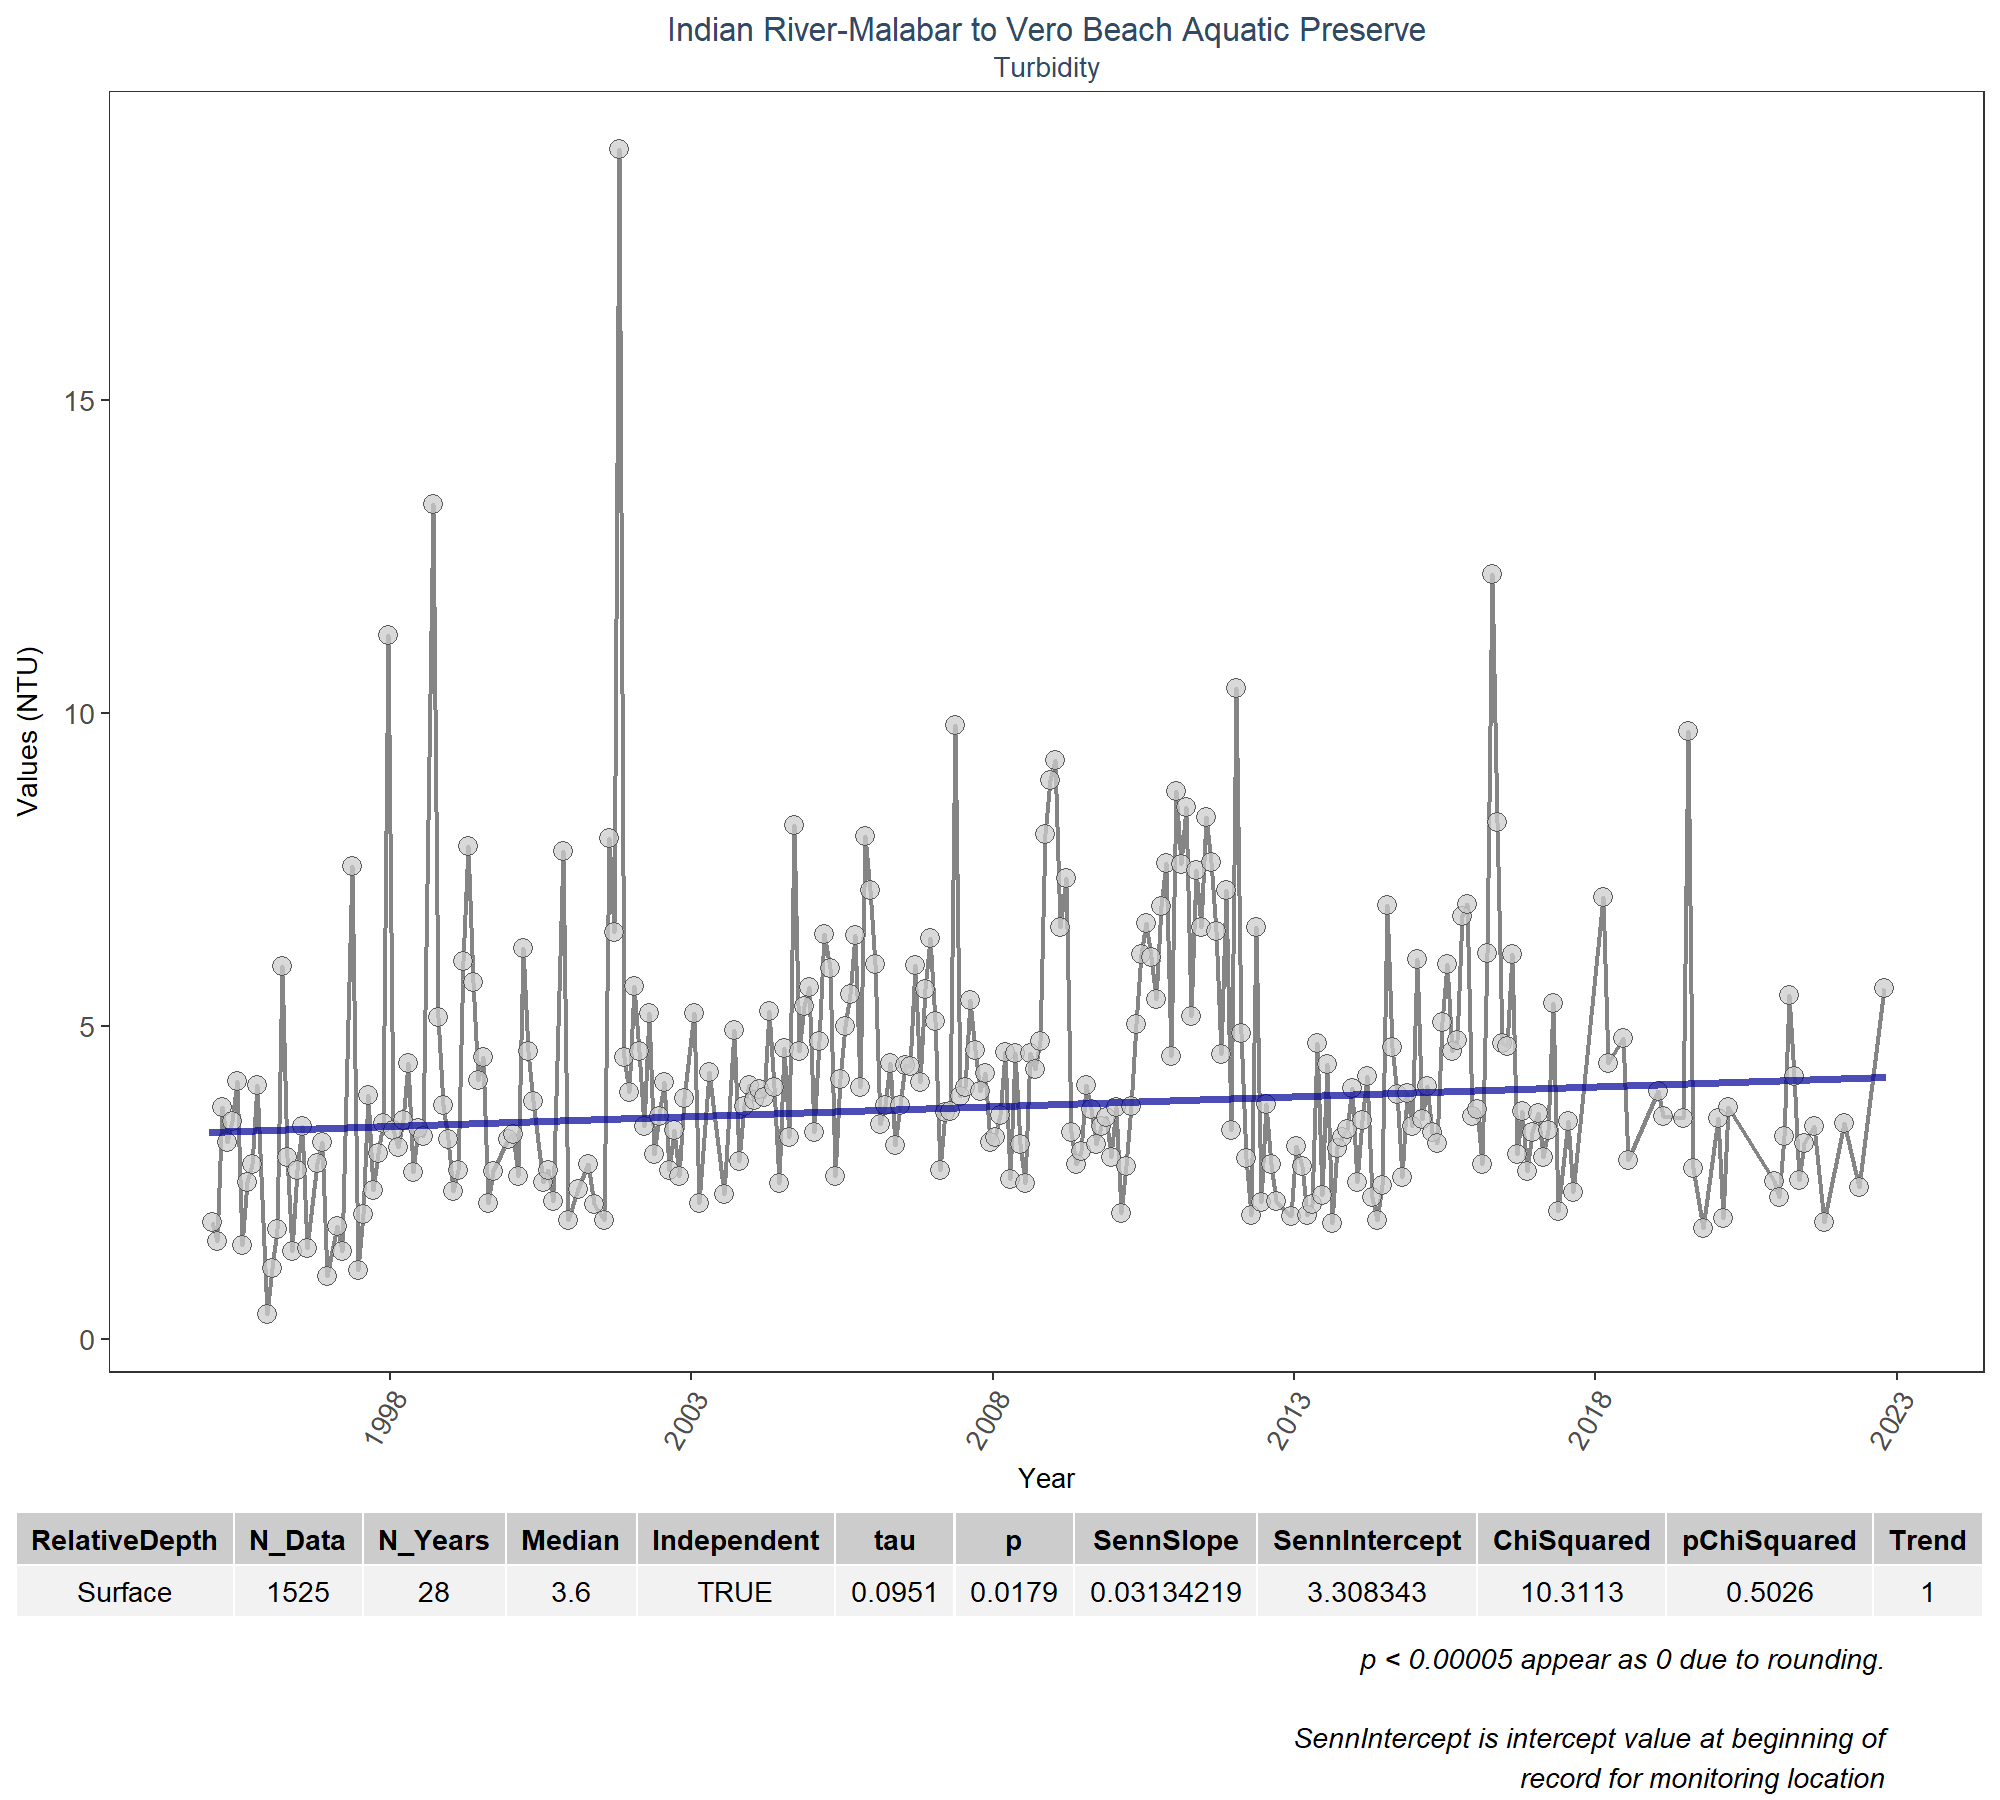 Indian River-Malabar to Vero Beach Aquatic Preserve
Turbidity
15
10
5
0
Values (NTU)
1998 2003 2008 2013 2018 2023
Year
RelativeDepth N_Data N_Years Median Independent tau p SennSlope SennIntercept ChiSquared pChiSquared Trend
Surface 1525 28 3.6 TRUE 0.0951 0.0179 0.03134219 3.308343 10.3113 0.5026 1
p < 0.00005 appear as 0 due to rounding.
SennIntercept is intercept value at beginning of
record for monitoring location